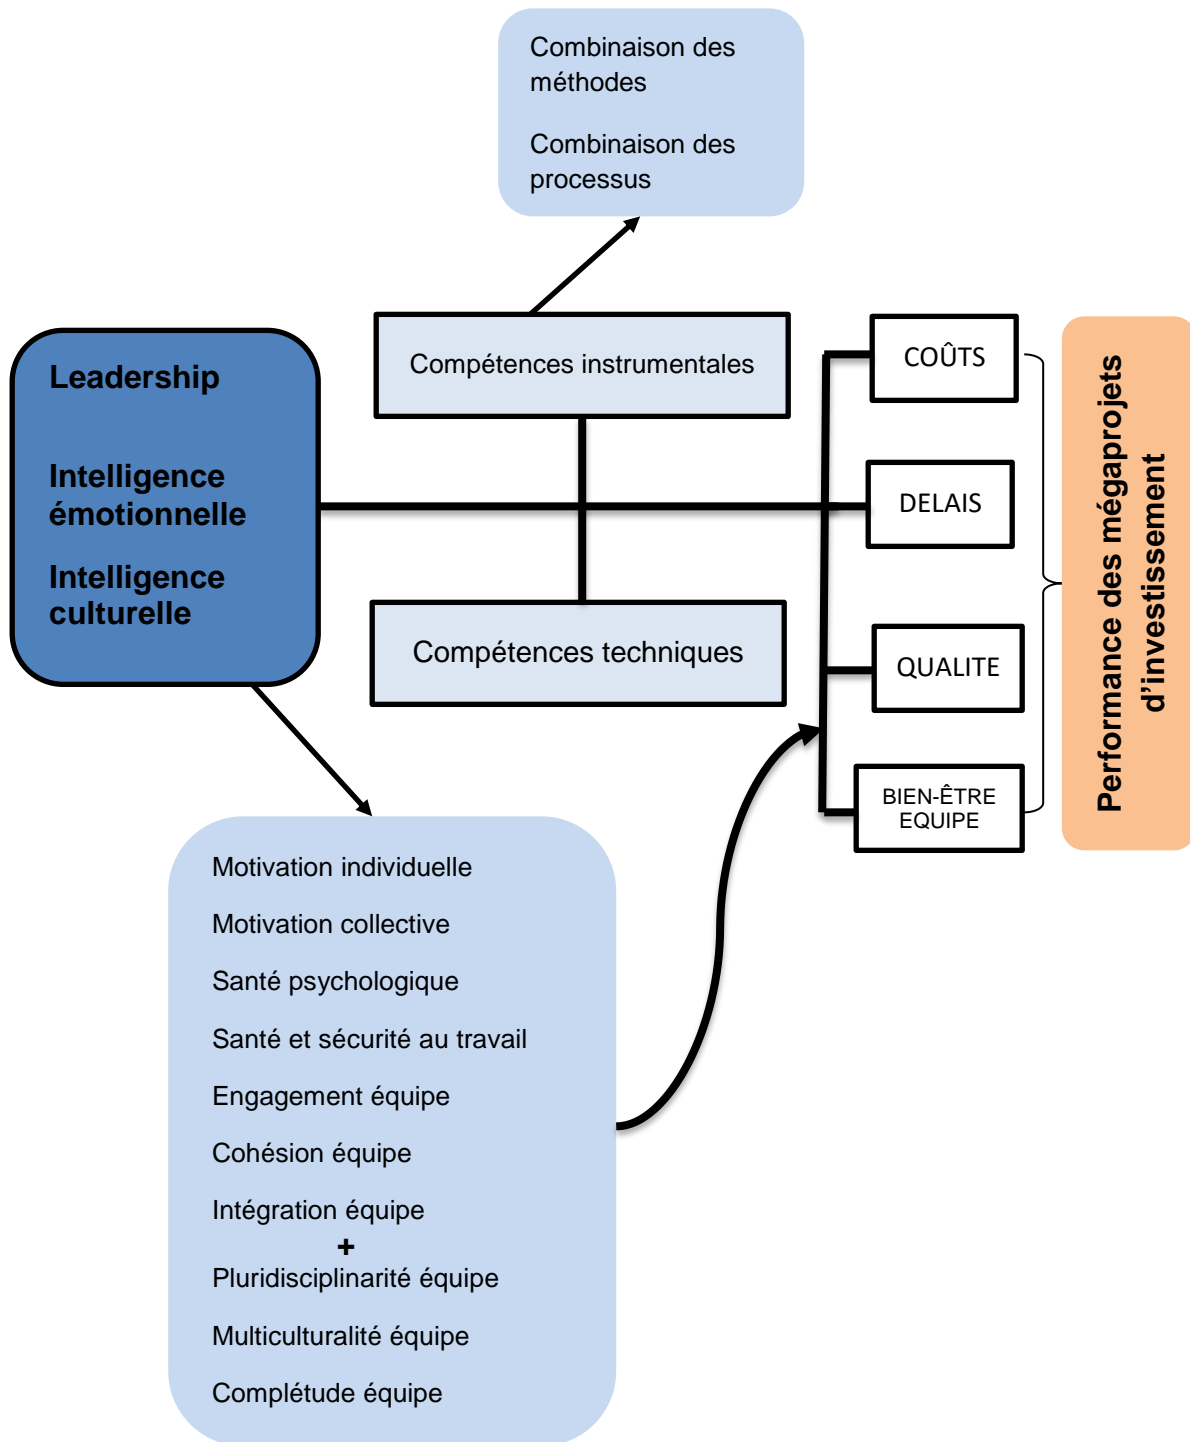 Combinaison des
méthodes
Combinaison des
processus
Compétences instrumentales
Leadership
Intelligence
émotionnelle
Intelligence
culturelle
Compétences techniques
COÛTS
DELAIS
QUALITE
BIEN-ÊTRE
EQUIPE
Performance des mégaprojets
d’investissement
Motivation individuelle
Motivation collective
Santé psychologique
Santé et sécurité au travail
Engagement équipe
Cohésion équipe
Intégration équipe
+
Pluridisciplinarité équipe
Multiculturalité équipe
Complétude équipe